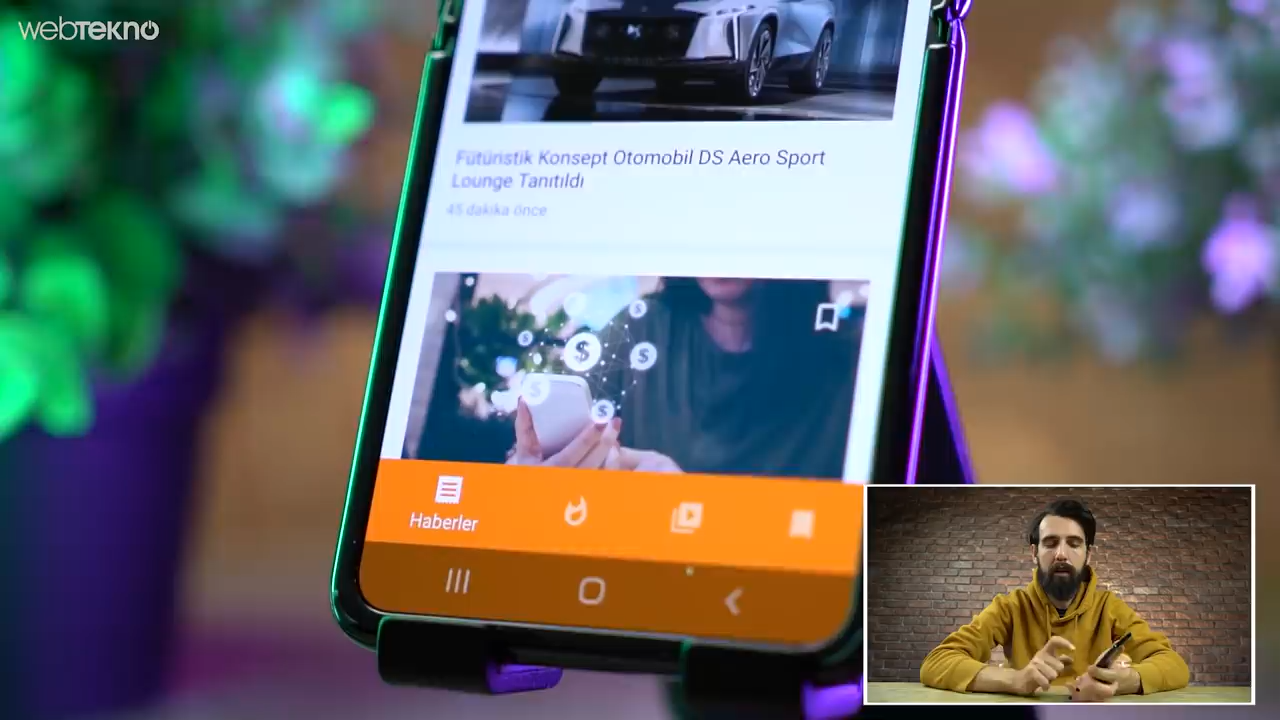 webTEKNO
Fütüristik Konsept Otomobil DS Aero Sport
Lounge Tanıtıldı
45 dakika önce
$
$
$
$
$
$
Haberler